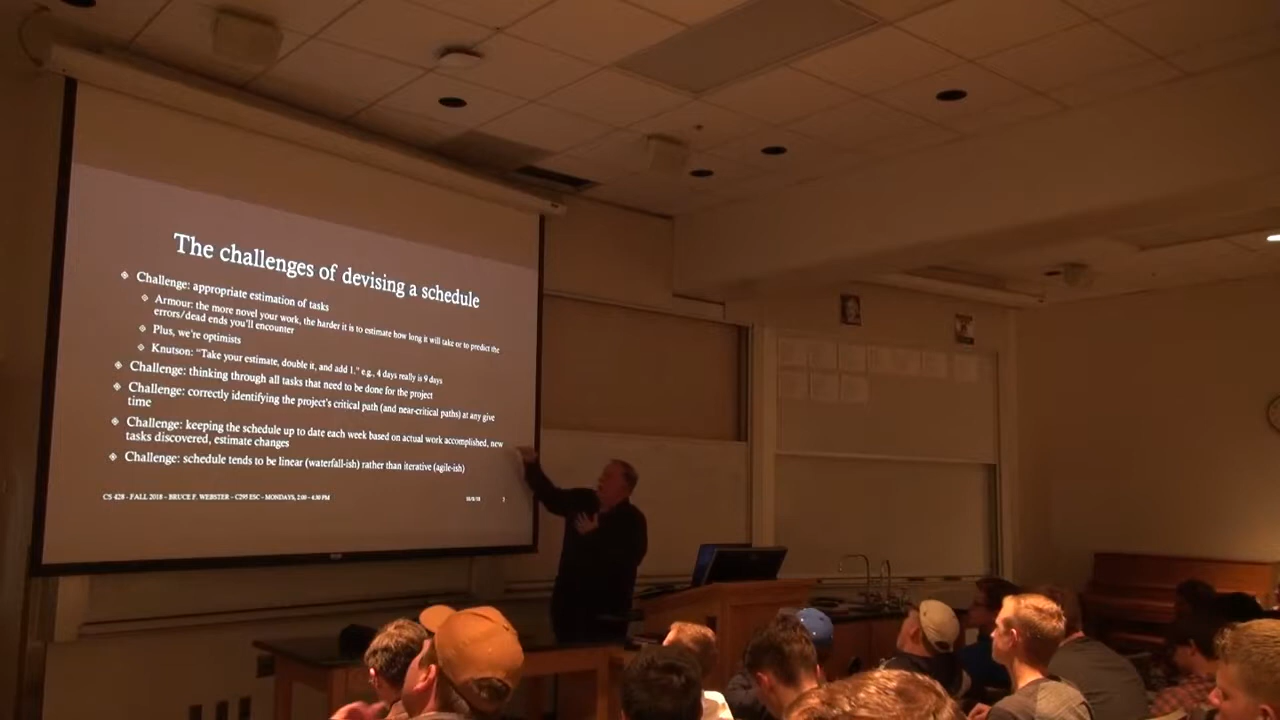 The challenges of devising a schedule
Challenge: appropriate estimation of tasks
Armour: the more novel your work, the harder it is to estimate how long it will take or to predict the
errors/dead ends you'll encounter
Plus, we're optimists
Knutson: "Take your estimate, double it, and add 1," e.g., 4 days really is 9 days
Challenge: thinking through all tasks that need to be done for the project
Challenge: correctly identifying the project's critical path (and near-critical paths) at any give
time
Challenge: keeping the schedule up to date each week based on actual work accomplished, new
tasks discovered, estimate changes
Challenge: schedule tends to be linear (waterfall-ish) rather than iterative (agile-ish)
CS 428 - FALL 2018 – BRUCE F. WEBSTER – C295 ESC – MONDAYS, 2:00 – 4:30 PM